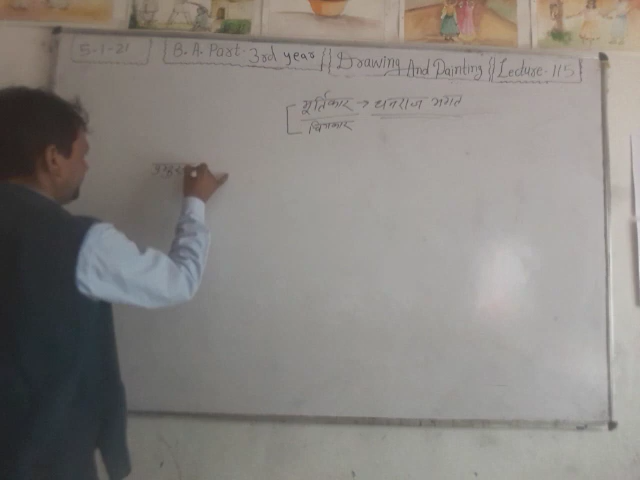 5-1-21 B.A. Part-3rd year || Drawing And Painting || Lecture-115
मूर्तिकार → धनराज भगत
चित्रकार